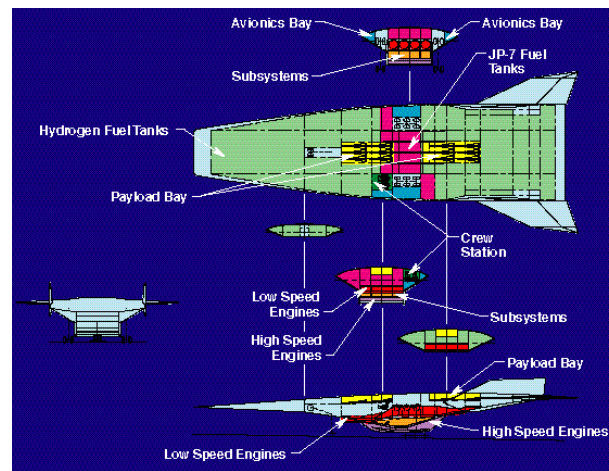 Avionics Bay
Avionics Bay
JP-7 Fuel
Tanks
Subsystems
Hydrogen Fuel Tanks
Payload Bay
Crew
Station
Low Speed
Engines
Subsystems
High Speed
Engines
Payload Bay
High Speed Engines
Low Speed Engines